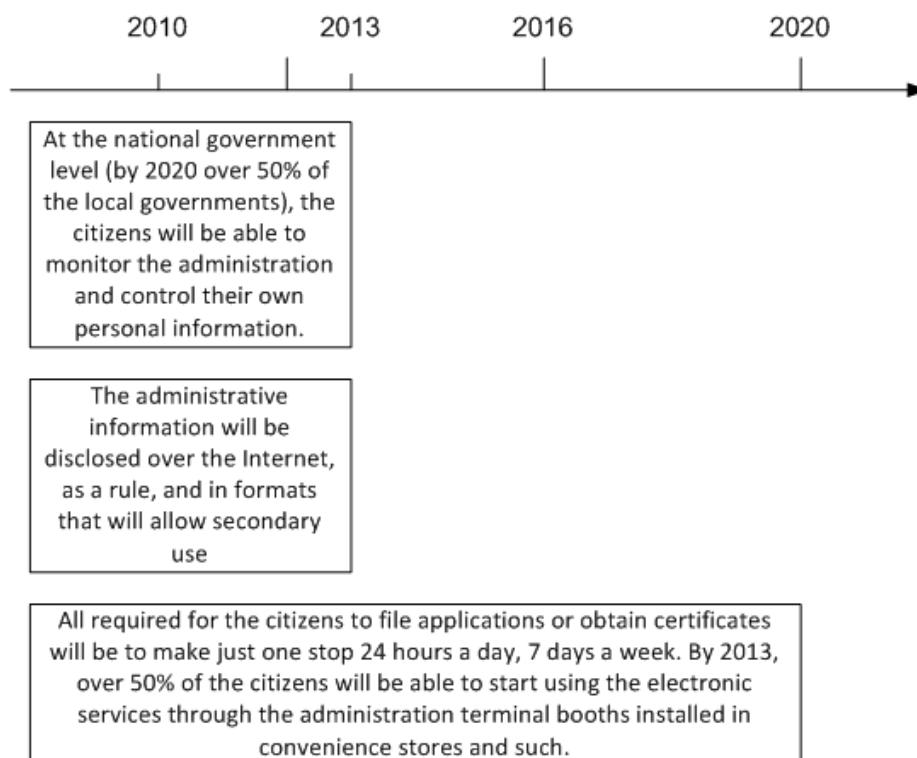 2010 2013 2016 2020
At the national government
level (by 2020 over 50% of
the local governments), the
citizens will be able to
monitor the administration
and control their own
personal information.
The administrative
information will be
disclosed over the Internet,
as a rule, and in formats
that will allow secondary
use
All required for the citizens to file applications or obtain certificates
will be to make just one stop 24 hours a day, 7 days a week. By 2013,
over 50% of the citizens will be able to start using the electronic
services through the administration terminal booths installed in
convenience stores and such.